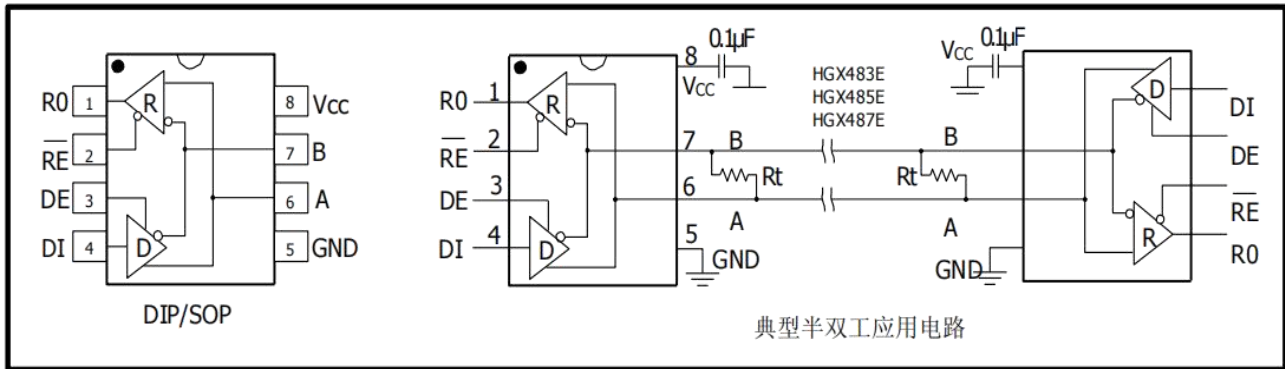 R0 1 R 8 Vcc
RE 2 7 B
DE 3 6 A
DI 4 D 5 GND
DIP/SOP
0.1μF
8
VCC
R0 1 R
2
RE
3
DE
4
DI D
7 B
Rt
6
A
5
GND
HGX483E
HGX485E
HGX487E
VCC 0.1μF
B
Rt
A
GND
D
DI
DE
RE
R
R0
典型半双工应用电路